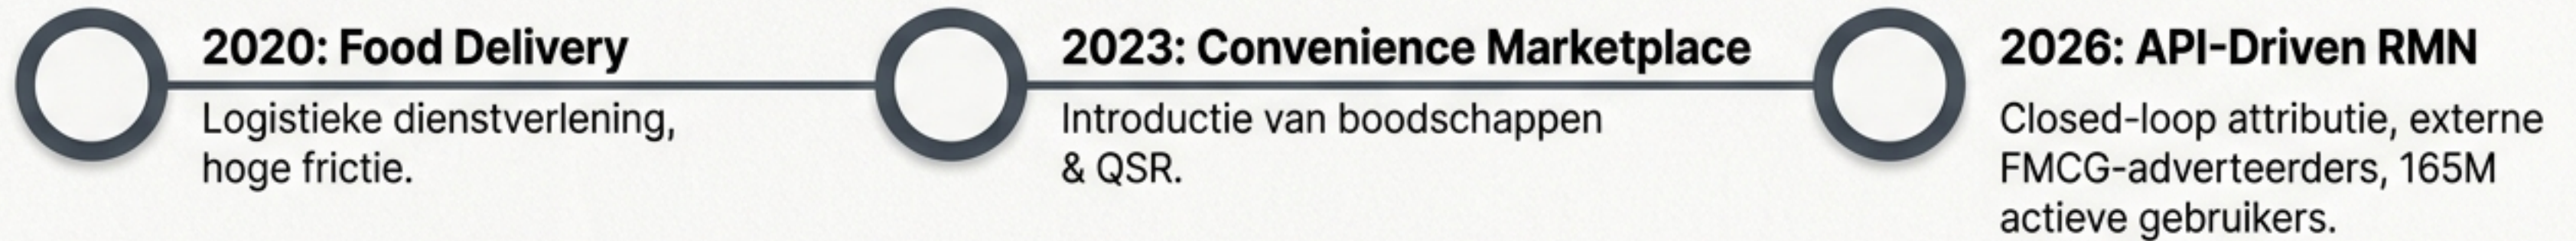 2020: Food Delivery
Logistieke dienstverlening,
hoge frictie.
2023: Convenience Marketplace
Introductie van boodschappen
& QSR.
2026: API-Driven RMN
Closed-loop attributie, externe
FMCG-adverteerders, 165M
actieve gebruikers.